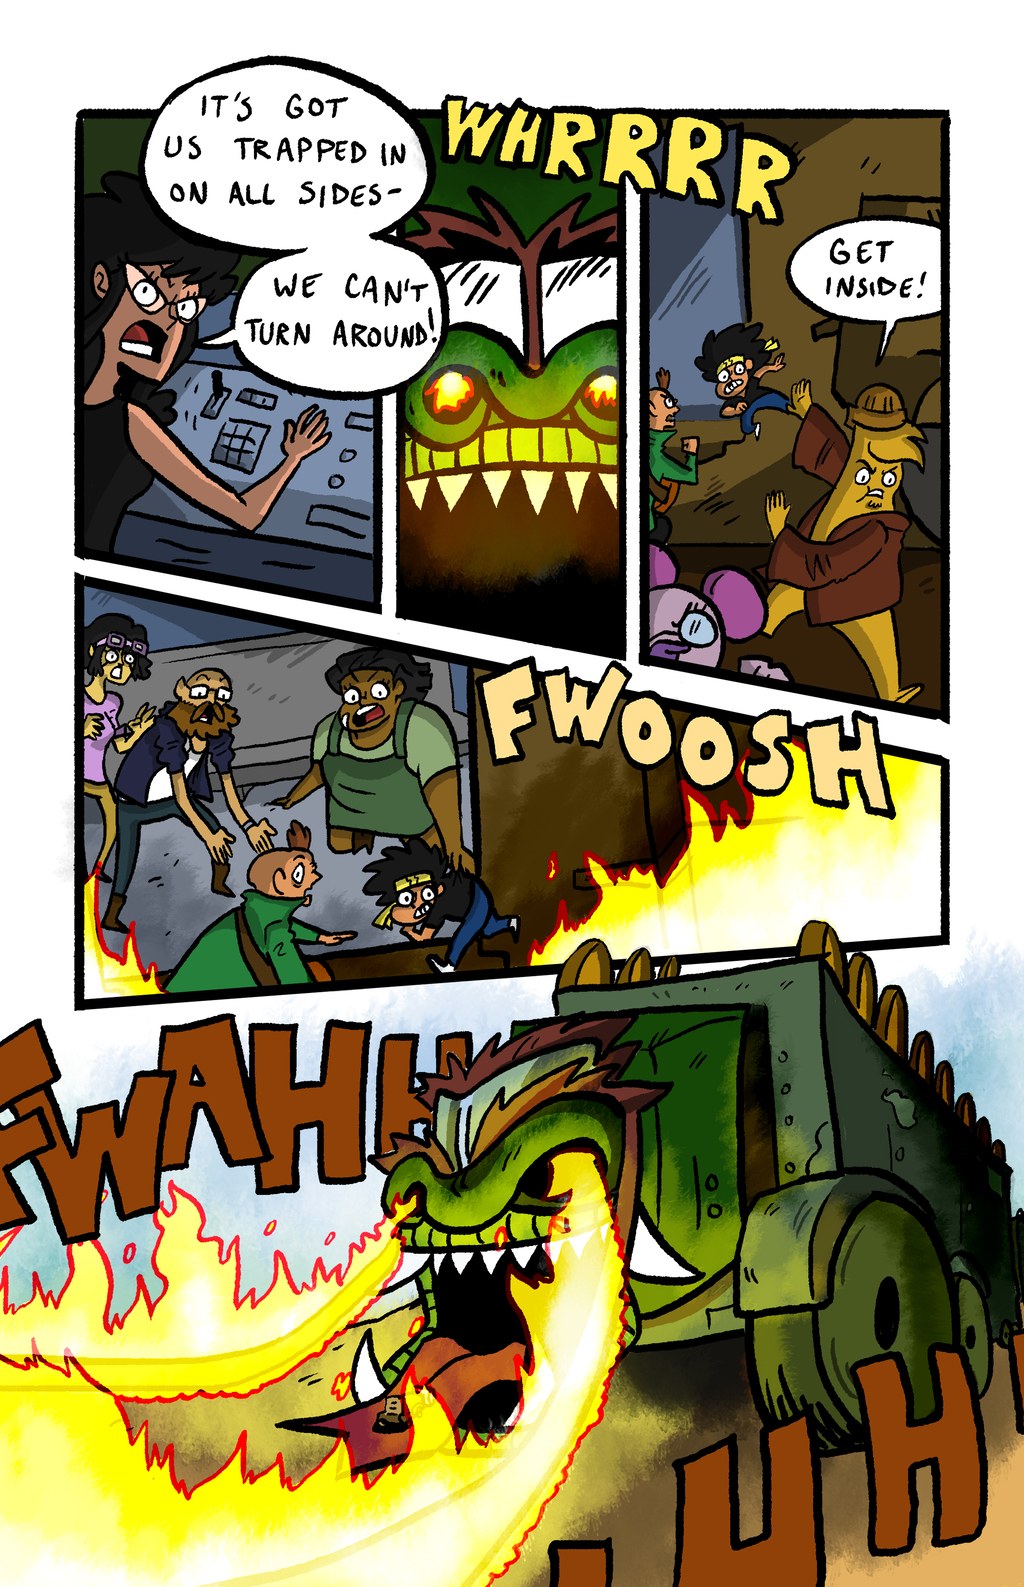 IT'S GOT
US TRAPPED IN
ON ALL SIDES-
WE CAN'T
TURN AROUND!
WHRRRR
GET
INSIDE!
FWOOSH
FWAHH
UHH